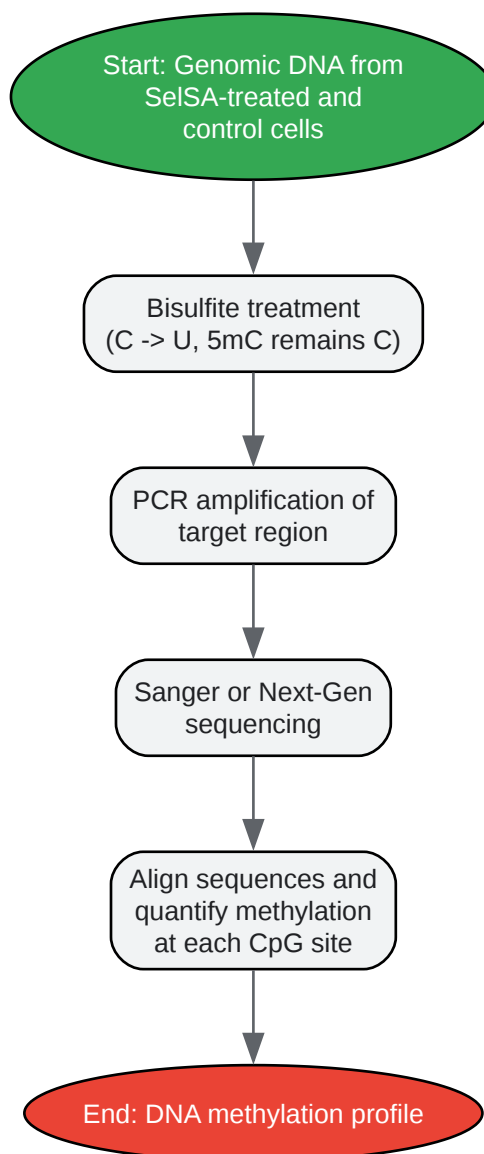 Start: Genomic DNA from
SelSA-treated and
control cells
Bisulfite treatment
(C -> U, 5mC remains C)
PCR amplification of
target region
Sanger or Next-Gen
sequencing
Align sequences and
quantify methylation
at each CpG site
End: DNA methylation profile